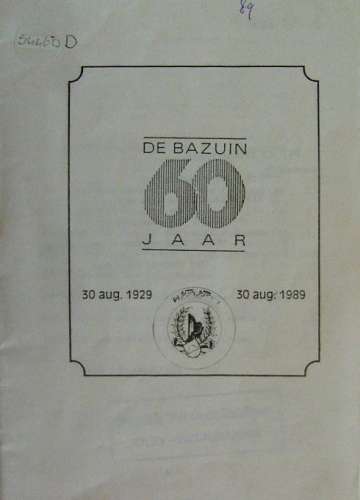 89
DE BAZUIN
60
JAAR
30 aug. 1929
30 aug. 1989